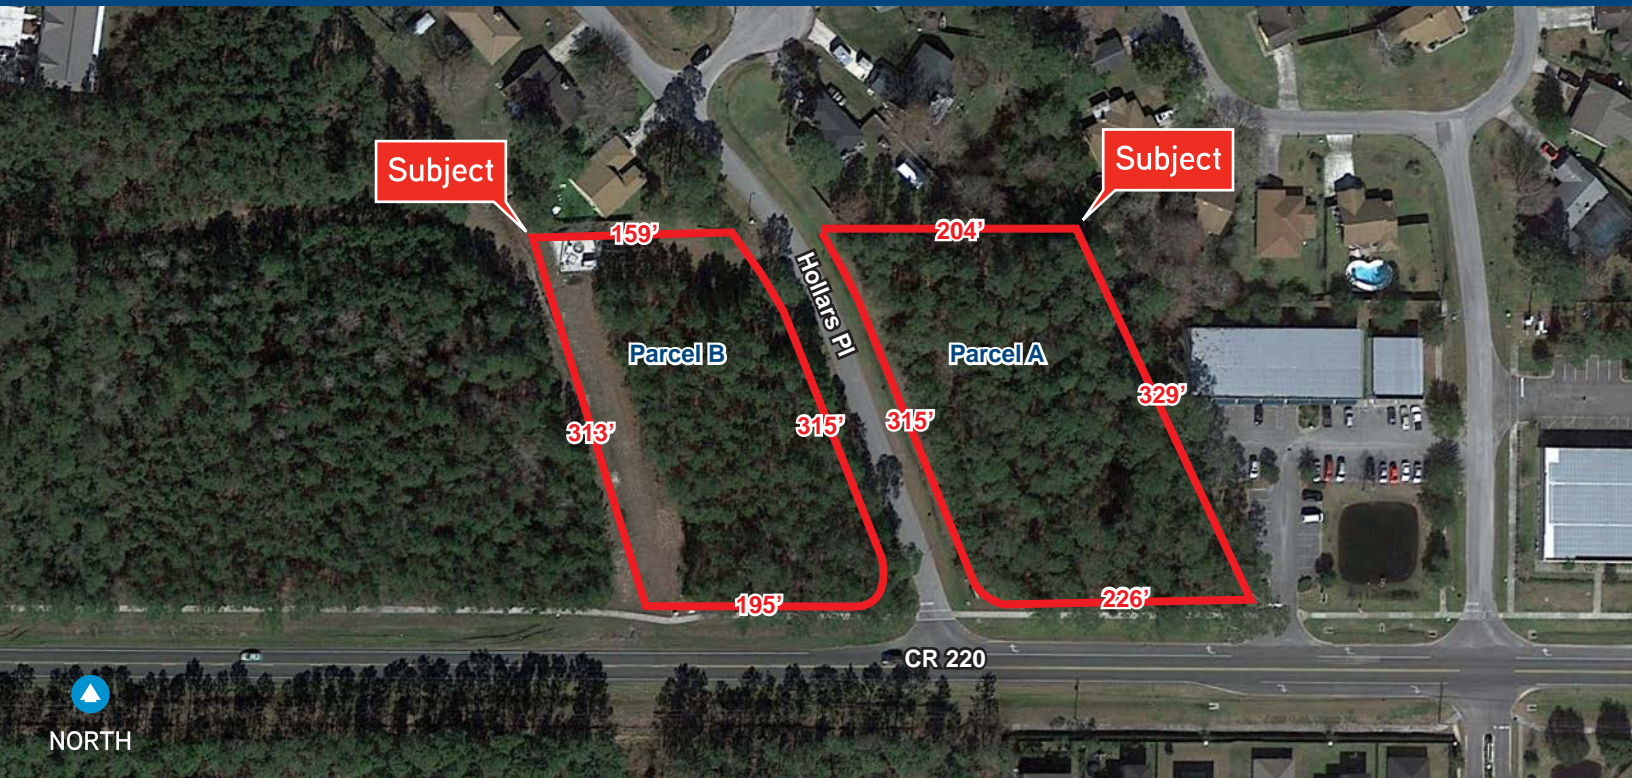 Subject
Subject
159'
204'
Hollars Pl
Parcel B
Parcel A
329'
315'
315'
313'
195'
226'
CR 220
NORTH